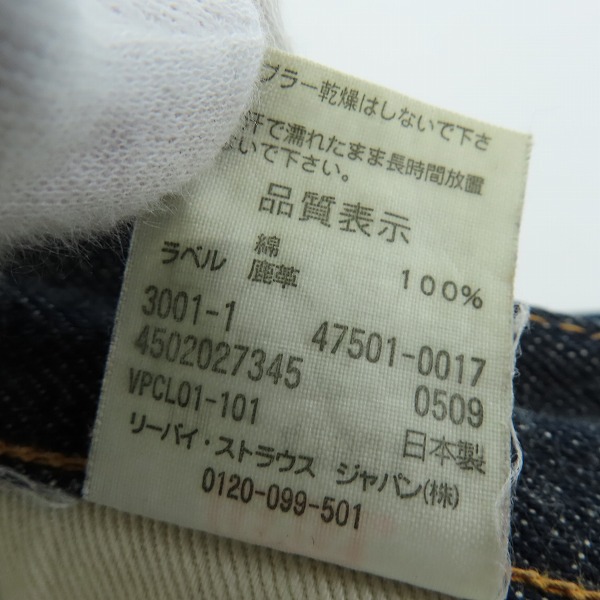 ブラー乾燥はしないで下さ
汗で濡れたまま長時間放置
ないで下さい。
品質表示
綿 100%
ラベル 鹿革
3001-1 47501-0017
4502027345 0509
VPCL01-101 日本製
リーバイ・ストラウス ジャパン(株)
0120-099-501